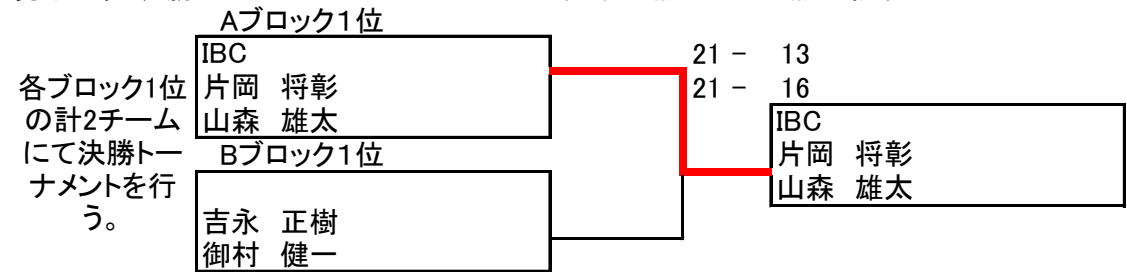 Aブロック1位
IBC
片岡 将彰
山森 雄太
各ブロック1位
の計2チーム
にて決勝トー
ナメントを行
う。
Bブロック1位
吉永 正樹
御村 健一
21 - 13
21 - 16
IBC
片岡 将彰
山森 雄太